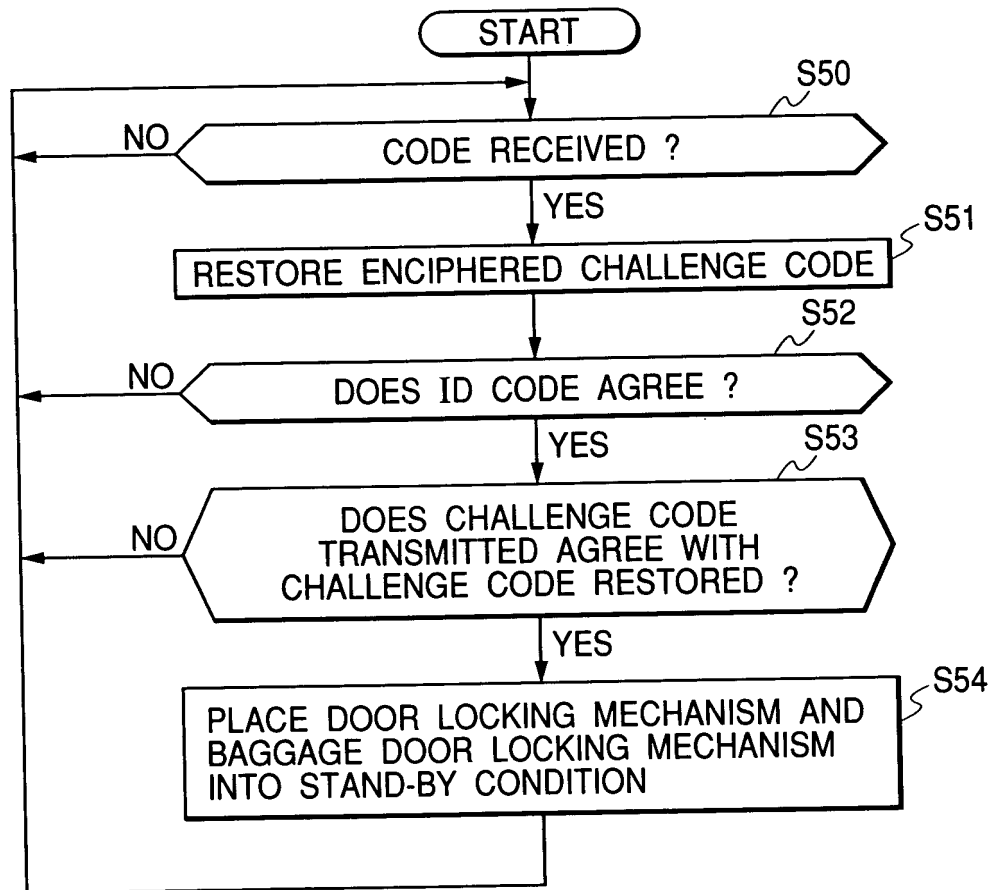 START
S50
NO
CODE RECEIVED ?
YES
S51
RESTORE ENCIPHERED CHALLENGE CODE
S52
NO
DOES ID CODE AGREE ?
YES
S53
NO
DOES CHALLENGE CODE
TRANSMITTED AGREE WITH
CHALLENGE CODE RESTORED ?
YES
S54
PLACE DOOR LOCKING MECHANISM AND
BAGGAGE DOOR LOCKING MECHANISM
INTO STAND-BY CONDITION